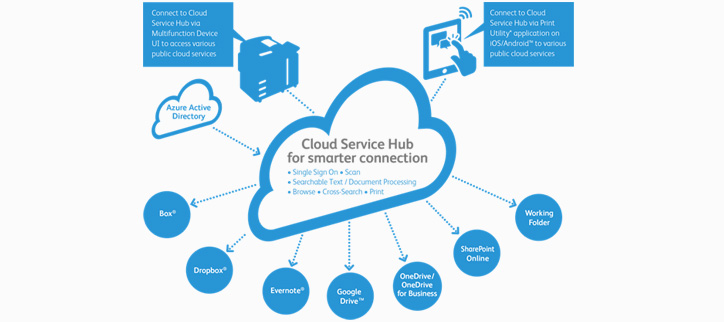 Connect to Cloud
Service Hub via
Multifunction Device
UI to access various
public cloud services
Connect to Cloud
Service Hub via Print
Utility* application on
iOS/Android™ to various
public cloud services
Azure Active
Directory
Cloud Service Hub
for smarter connection
• Single Sign On • Scan
• Searchable Text / Document Processing
• Browse • Cross-Search • Print
Box®
Dropbox®
Evernote®
Google
Drive™
OneDrive/
OneDrive
for Business
SharePoint
Online
Working
Folder